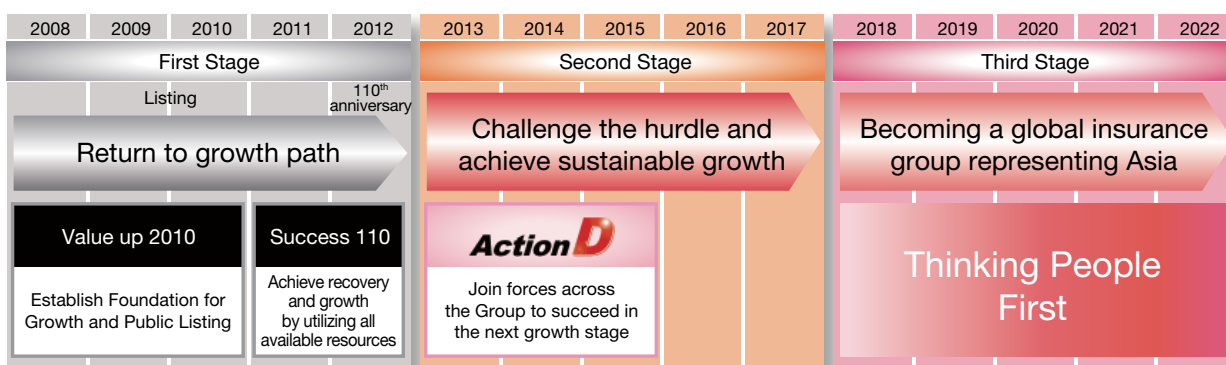 2008 2009 2010 2011 2012 2013 2014 2015 2016 2017 2018 2019 2020 2021 2022
First Stage
Second Stage
Third Stage
Listing
110th
anniversary
Return to growth path
Challenge the hurdle and
achieve sustainable growth
Becoming a global insurance
group representing Asia
Value up 2010
Establish Foundation for
Growth and Public Listing
Success 110
Achieve recovery
and growth
by utilizing all
available resources
Action D
Join forces across
the Group to succeed in
the next growth stage
Thinking People
First